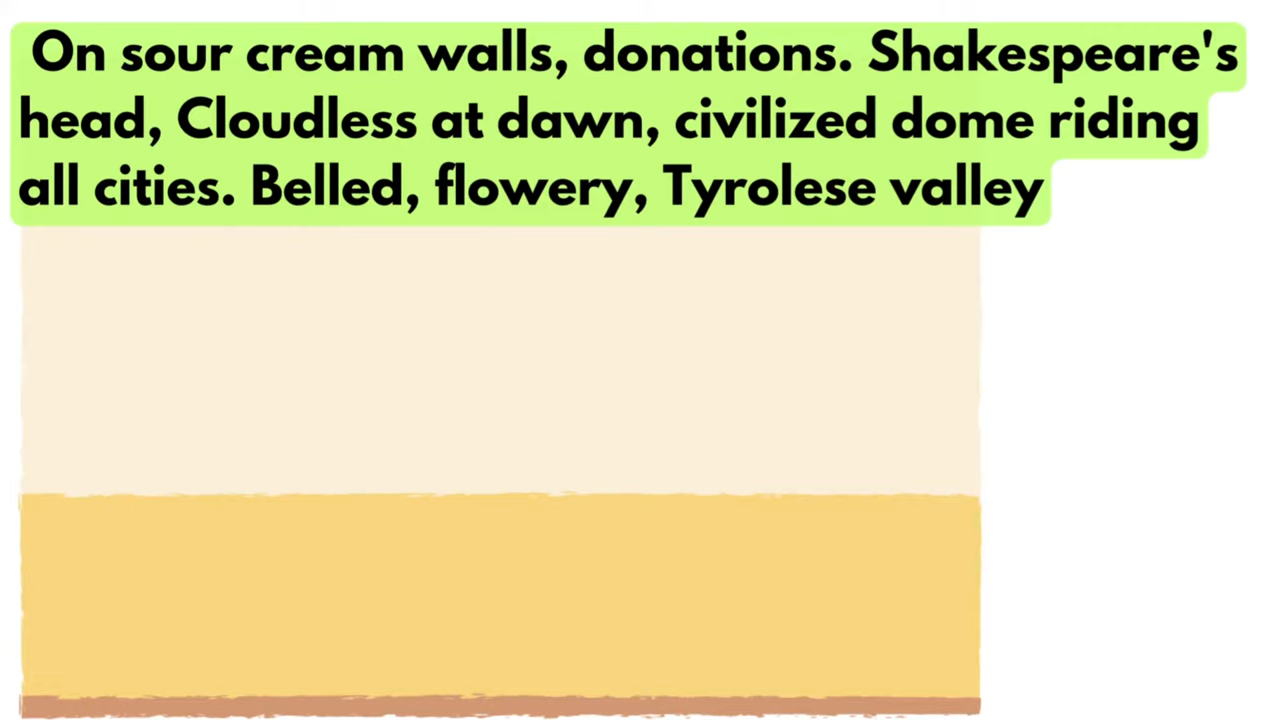 On sour cream walls, donations. Shakespeare's
head, Cloudless at dawn, civilized dome riding
all cities. Belled, flowery, Tyrolese valley